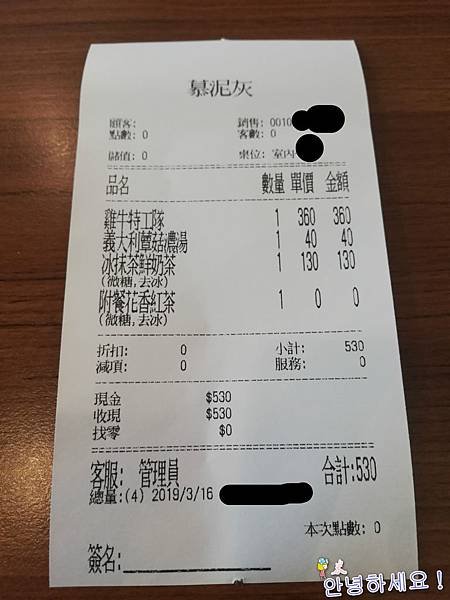 慕泥灰
顧客: 銷售: 0010
點數: 0 客數: 0
儲值: 0 桌位: 室內
品名 數量 單價 金額
雞牛特工隊 1 360 360
義大利蕈菇濃湯 1 40 40
冰抹茶鮮奶茶 1 130 130
(微糖,去冰)
附餐花香紅茶 1 0 0
(微糖,去冰)
折扣: 0 小計: 530
減項: 0 服務: 0
現金 $530
收現 $530
找零 $0
客服: 管理員 合計:530
總量:(4) 2019/3/16
本次點數: 0
簽名:
안녕하세요!